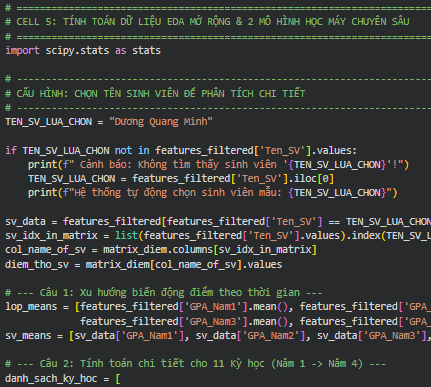 # ==============================================================
# CELL 5: TÍNH TOÁN DỮ LIỆU EDA MỞ RỘNG & 2 MÔ HÌNH HỌC MÁY CHUYÊN SÂU
# ==============================================================
import scipy.stats as stats
# --------------------------------------------------------------
# CẤU HÌNH: CHỌN TÊN SINH VIÊN ĐỂ PHÂN TÍCH CHI TIẾT
# --------------------------------------------------------------
TEN_SV_LUA_CHON = "Dương Quang Minh"
if TEN_SV_LUA_CHON not in features_filtered['Ten_SV'].values:
print(f" Cảnh báo: Không tìm thấy sinh viên '{TEN_SV_LUA_CHON}'!")
TEN_SV_LUA_CHON = features_filtered['Ten_SV'].iloc[0]
print(f"Hệ thống tự động chọn sinh viên mẫu: {TEN_SV_LUA_CHON}")
sv_data = features_filtered[features_filtered['Ten_SV'] == TEN_SV_LUA_CHON
sv_idx_in_matrix = list(features_filtered['Ten_SV'].values).index(TEN_SV_L
col_name_of_sv = matrix_diem.columns[sv_idx_in_matrix]
diem_tho_sv = matrix_diem[col_name_of_sv].values
# --- Câu 1: Xu hướng biến động điểm theo thời gian ---
lop_means = [features_filtered['GPA_Nam1'].mean(), features_filtered['GPA_
features_filtered['GPA_Nam3'].mean(), features_filtered['GPA_
sv_means = [sv_data['GPA_Nam1'], sv_data['GPA_Nam2'], sv_data['GPA_Nam3'],
# --- Câu 2: Tính toán chi tiết cho 11 Kỳ học (Năm 1 -> Năm 4) ---
danh_sach_ky_hoc = [